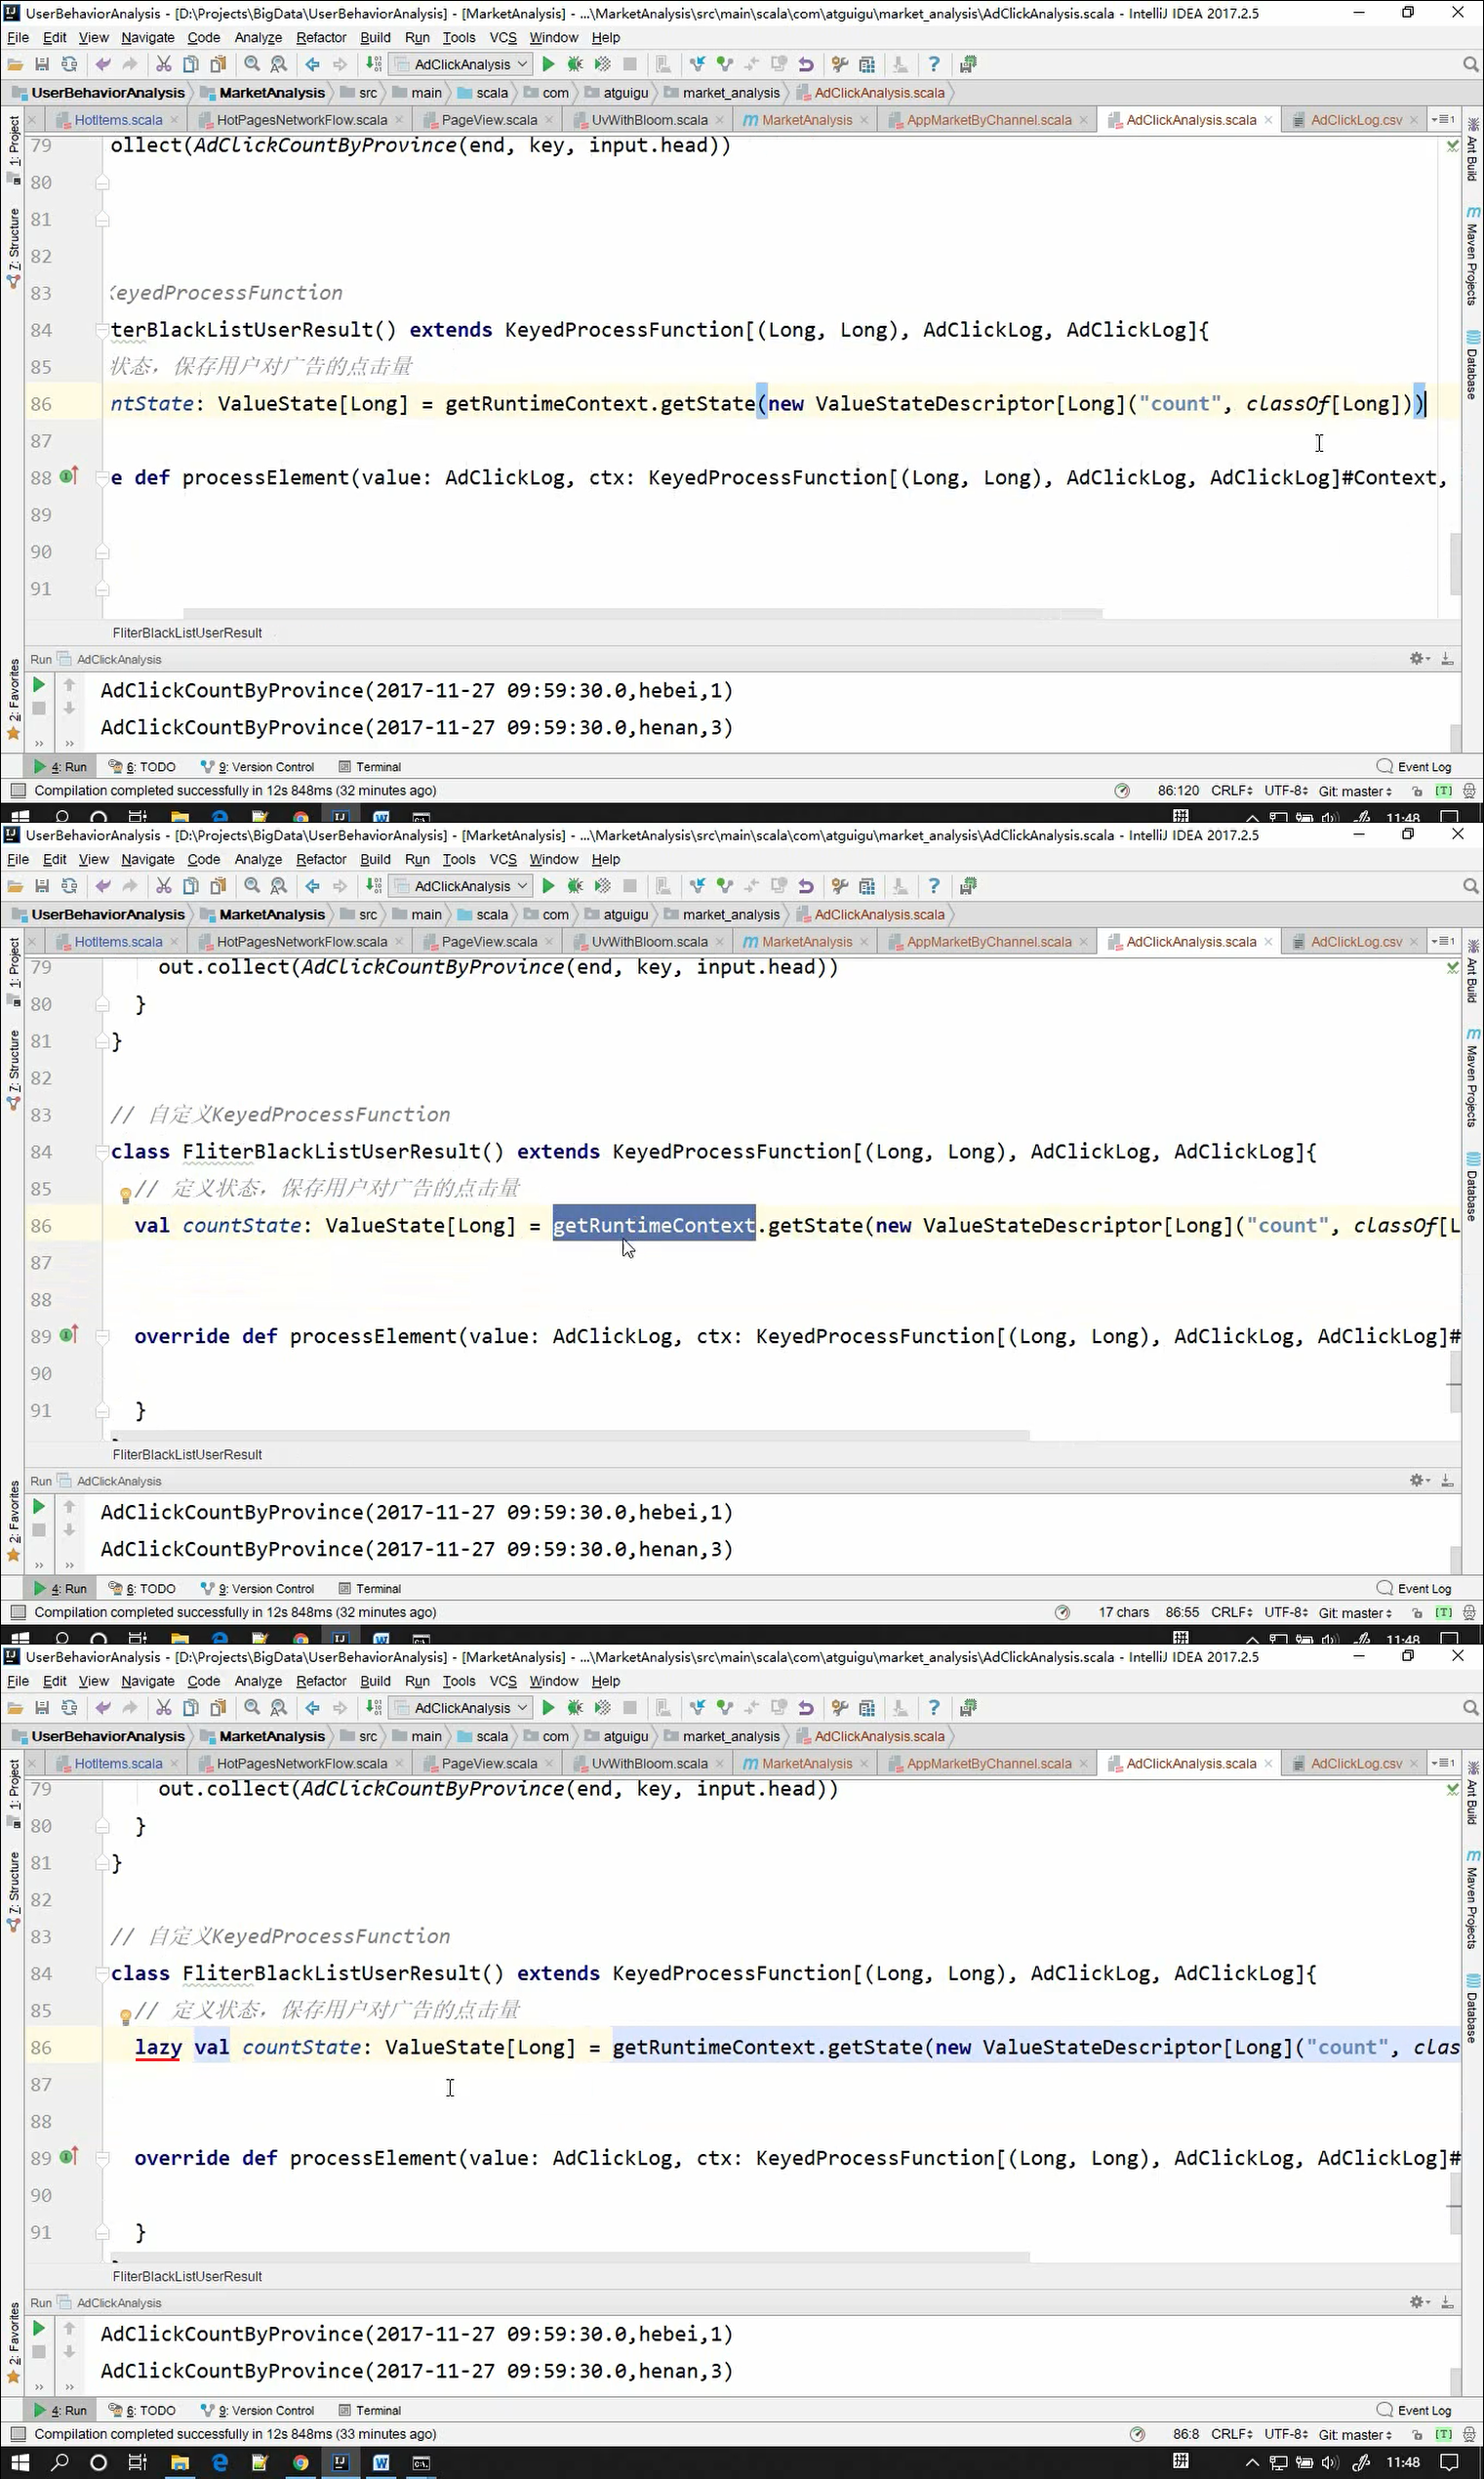 UserBehaviorAnalysis - [D:\Projects\BigData\UserBehaviorAnalysis] - [MarketAnalysis] - ...\MarketAnalysis\src\main\scala\com\atguigu\market_analysis\AdClickAnalysis.scala - IntelliJ IDEA 2017.2.5
File Edit View Navigate Code Analyze Refactor Build Run Tools VCS Window Help
AdClickAnalysis
UserBehaviorAnalysis MarketAnalysis src main scala com atguigu market_analysis AdClickAnalysis.scala
HotItems.scala HotPagesNetworkFlow.scala PageView.scala UvWithBloom.scala MarketAnalysis AppMarketByChannel.scala AdClickAnalysis.scala AdClickLog.csv
1: Project
7: Structure
2: Favorites
Ant Build
Maven Projects
Database
79 ollect(AdClickCountByProvince(end, key, input.head))
80
81
82
83 KeyedProcessFunction
84 terBlackListUserResult() extends KeyedProcessFunction[(Long, Long), AdClickLog, AdClickLog]{
85 状态，保存用户对广告的点击量
86 ntState: ValueState[Long] = getRuntimeContext.getState(new ValueStateDescriptor[Long]("count", classOf[Long]))
87
88 e def processElement(value: AdClickLog, ctx: KeyedProcessFunction[(Long, Long), AdClickLog, AdClickLog]#Context,
89
90
91
FliterBlackListUserResult
Run AdClickAnalysis
AdClickCountByProvince(2017-11-27 09:59:30.0,hebei,1)
AdClickCountByProvince(2017-11-27 09:59:30.0,henan,3)
4: Run 6: TODO 9: Version Control Terminal Event Log
Compilation completed successfully in 12s 848ms (32 minutes ago) 86:120 CRLF UTF-8 Git: master [T]
拼 11:48
UserBehaviorAnalysis - [D:\Projects\BigData\UserBehaviorAnalysis] - [MarketAnalysis] - ...\MarketAnalysis\src\main\scala\com\atguigu\market_analysis\AdClickAnalysis.scala - IntelliJ IDEA 2017.2.5
File Edit View Navigate Code Analyze Refactor Build Run Tools VCS Window Help
AdClickAnalysis
UserBehaviorAnalysis MarketAnalysis src main scala com atguigu market_analysis AdClickAnalysis.scala
HotItems.scala HotPagesNetworkFlow.scala PageView.scala UvWithBloom.scala MarketAnalysis AppMarketByChannel.scala AdClickAnalysis.scala AdClickLog.csv
1: Project
7: Structure
2: Favorites
Ant Build
Maven Projects
Database
79 out.collect(AdClickCountByProvince(end, key, input.head))
80 }
81 }
82
83 // 自定义KeyedProcessFunction
84 class FliterBlackListUserResult() extends KeyedProcessFunction[(Long, Long), AdClickLog, AdClickLog]{
85 // 定义状态，保存用户对广告的点击量
86 val countState: ValueState[Long] = getRuntimeContext.getState(new ValueStateDescriptor[Long]("count", classOf[L
87
88
89 override def processElement(value: AdClickLog, ctx: KeyedProcessFunction[(Long, Long), AdClickLog, AdClickLog]#
90
91 }
FliterBlackListUserResult
Run AdClickAnalysis
AdClickCountByProvince(2017-11-27 09:59:30.0,hebei,1)
AdClickCountByProvince(2017-11-27 09:59:30.0,henan,3)
4: Run 6: TODO 9: Version Control Terminal Event Log
Compilation completed successfully in 12s 848ms (32 minutes ago) 17 chars 86:55 CRLF UTF-8 Git: master [T]
拼 11:48
UserBehaviorAnalysis - [D:\Projects\BigData\UserBehaviorAnalysis] - [MarketAnalysis] - ...\MarketAnalysis\src\main\scala\com\atguigu\market_analysis\AdClickAnalysis.scala - IntelliJ IDEA 2017.2.5
File Edit View Navigate Code Analyze Refactor Build Run Tools VCS Window Help
AdClickAnalysis
UserBehaviorAnalysis MarketAnalysis src main scala com atguigu market_analysis AdClickAnalysis.scala
HotItems.scala HotPagesNetworkFlow.scala PageView.scala UvWithBloom.scala MarketAnalysis AppMarketByChannel.scala AdClickAnalysis.scala AdClickLog.csv
1: Project
7: Structure
2: Favorites
Ant Build
Maven Projects
Database
79 out.collect(AdClickCountByProvince(end, key, input.head))
80 }
81 }
82
83 // 自定义KeyedProcessFunction
84 class FliterBlackListUserResult() extends KeyedProcessFunction[(Long, Long), AdClickLog, AdClickLog]{
85 // 定义状态，保存用户对广告的点击量
86 lazy val countState: ValueState[Long] = getRuntimeContext.getState(new ValueStateDescriptor[Long]("count", clas
87
88
89 override def processElement(value: AdClickLog, ctx: KeyedProcessFunction[(Long, Long), AdClickLog, AdClickLog]#
90
91 }
FliterBlackListUserResult
Run AdClickAnalysis
AdClickCountByProvince(2017-11-27 09:59:30.0,hebei,1)
AdClickCountByProvince(2017-11-27 09:59:30.0,henan,3)
4: Run 6: TODO 9: Version Control Terminal Event Log
Compilation completed successfully in 12s 848ms (33 minutes ago) 86:8 CRLF UTF-8 Git: master [T]
拼 11:48